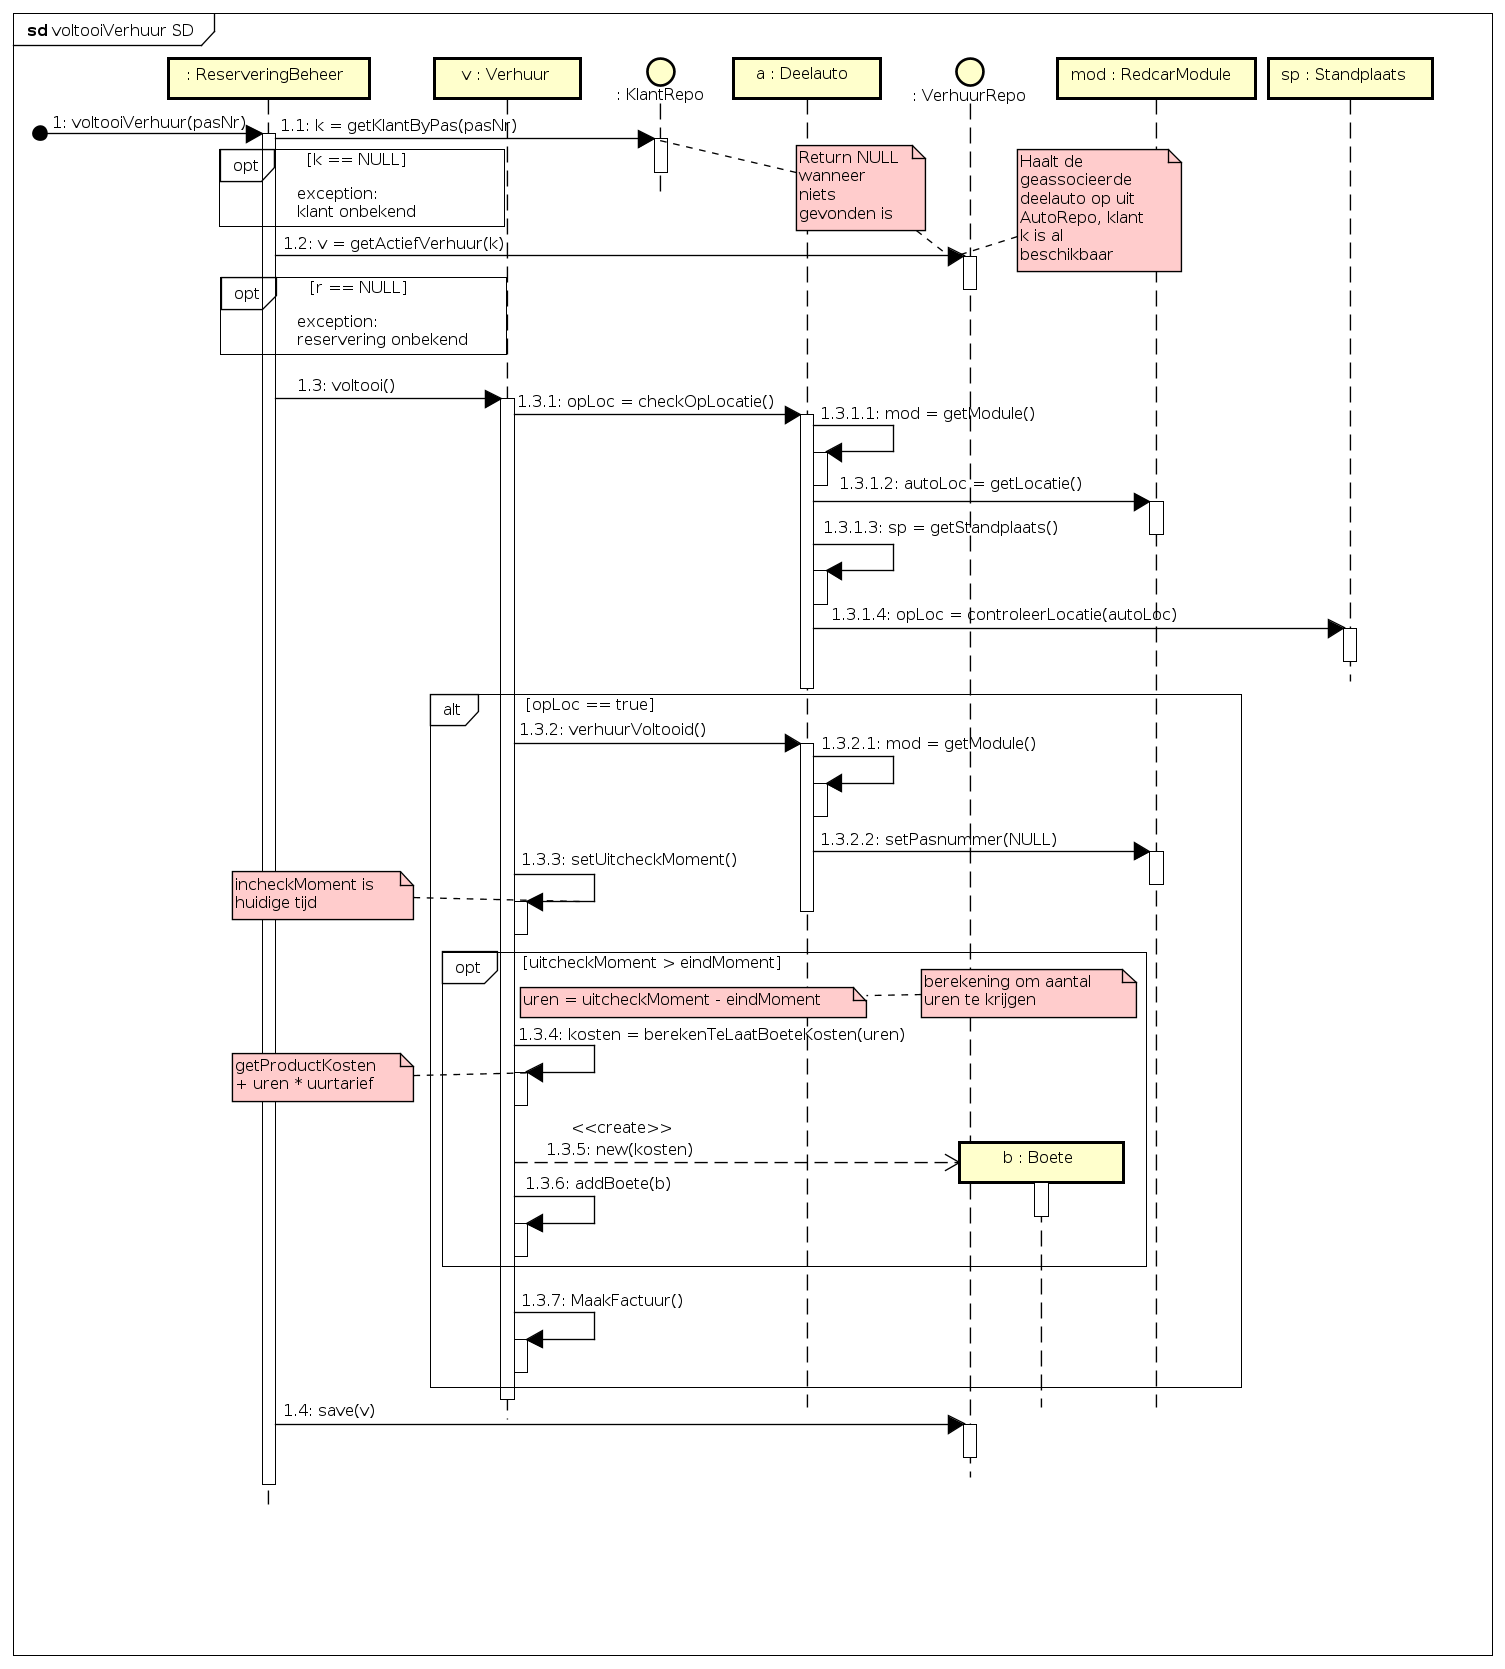 sd voltooiVerhuur SD
: ReserveringBeheer
v : Verhuur
: KlantRepo
a : Deelauto
: VerhuurRepo
mod : RedcarModule
sp : Standplaats
1: voltooiVerhuur(pasNr)
1.1: k = getKlantByPas(pasNr)
opt
[k == NULL]
exception:
klant onbekend
Return NULL
wanneer
niets
gevonden is
Haalt de
geassocieerde
deelauto op uit
AutoRepo, klant
k is al
beschikbaar
1.2: v = getActiefVerhuur(k)
opt
[r == NULL]
exception:
reservering onbekend
1.3: voltooi()
1.3.1: opLoc = checkOpLocatie()
1.3.1.1: mod = getModule()
1.3.1.2: autoLoc = getLocatie()
1.3.1.3: sp = getStandplaats()
1.3.1.4: opLoc = controleerLocatie(autoLoc)
alt
[opLoc == true]
1.3.2: verhuurVoltooid()
1.3.2.1: mod = getModule()
1.3.2.2: setPasnummer(NULL)
1.3.3: setUitcheckMoment()
incheckMoment is
huidige tijd
opt
[uitcheckMoment > eindMoment]
uren = uitcheckMoment - eindMoment
berekening om aantal
uren te krijgen
1.3.4: kosten = berekenTeLaatBoeteKosten(uren)
getProductKosten
+ uren * uurtarief
<<create>>
1.3.5: new(kosten)
b : Boete
1.3.6: addBoete(b)
1.3.7: MaakFactuur()
1.4: save(v)